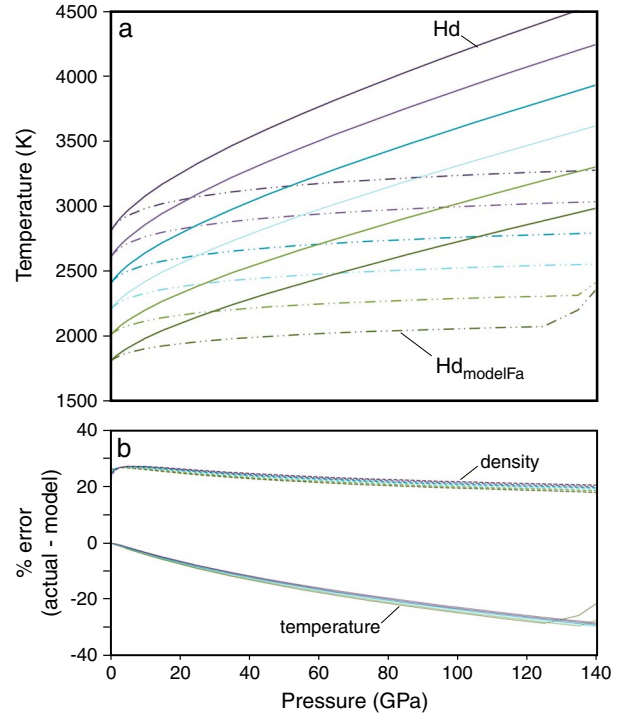 a
4500
4000
3500
3000
2500
2000
1500
Temperature (K)
Hd
Hd_modelFa
b
40
20
0
-20
-40
% error
(actual - model)
density
temperature
0 20 40 60 80 100 120 140
Pressure (GPa)